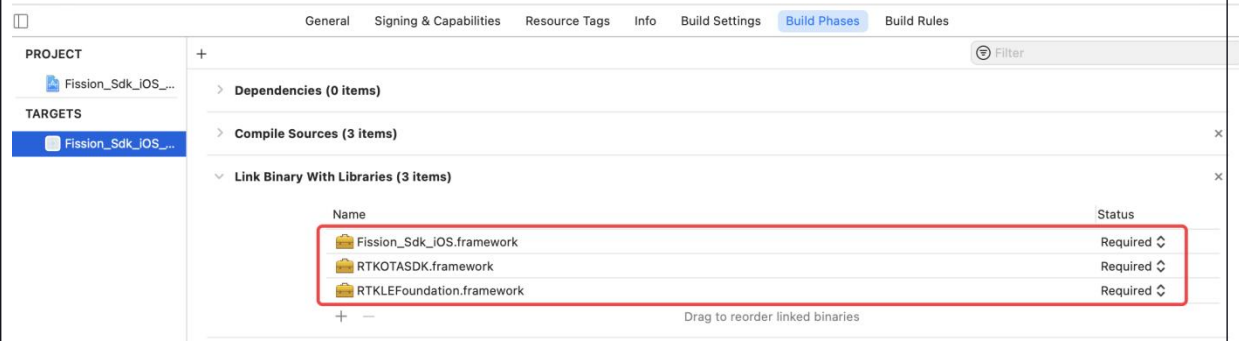 General Signing & Capabilities Resource Tags Info Build Settings Build Phases Build Rules
PROJECT
+ Filter
Fission_Sdk_iOS_...
Dependencies (0 items)
TARGETS
Compile Sources (3 items) ×
Fission_Sdk_iOS_...
Link Binary With Libraries (3 items) ×
Name Status
Fission_Sdk_iOS.framework Required
RTKOTASDK.framework Required
RTKLEFoundation.framework Required
+ — Drag to reorder linked binaries